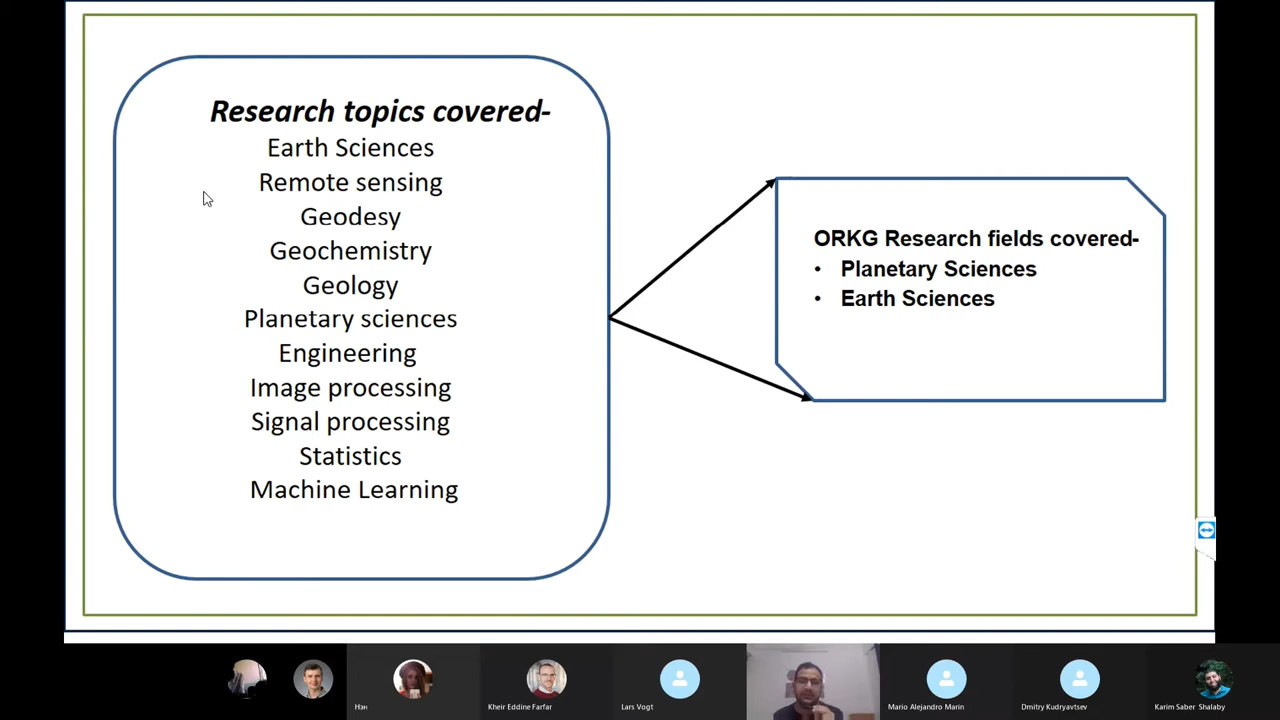 Research topics covered-
Earth Sciences
Remote sensing
Geodesy
Geochemistry
Geology
Planetary sciences
Engineering
Image processing
Signal processing
Statistics
Machine Learning
ORKG Research fields covered-
• Planetary Sciences
• Earth Sciences
Нэн
Kheir Eddine Farfar
Lars Vogt
Mario Alejandro Marin
Dmitry Kudryavtsev
Karim Saber Shalaby